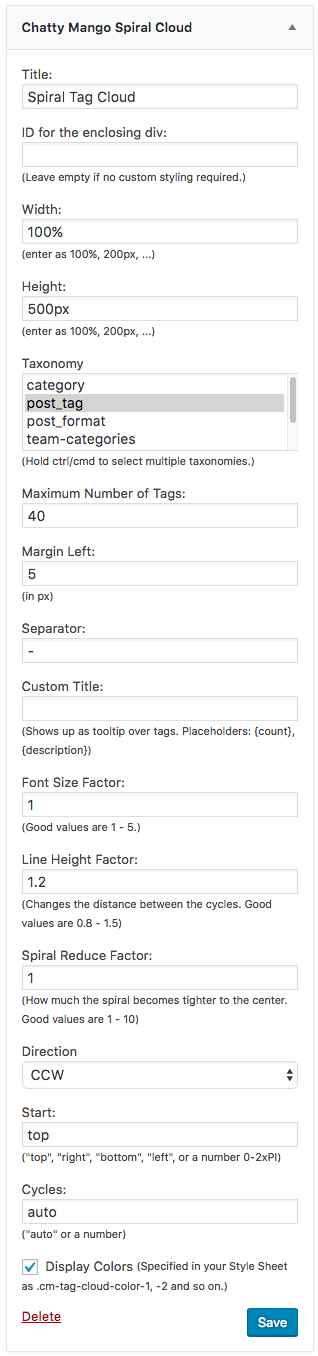 Chatty Mango Spiral Cloud
Title:
Spiral Tag Cloud
ID for the enclosing div:
(Leave empty if no custom styling required.)
Width:
100%
(enter as 100%, 200px, ...)
Height:
500px
(enter as 100%, 200px, ...)
Taxonomy
category
post_tag
post_format
team-categories
(Hold ctrl/cmd to select multiple taxonomies.)
Maximum Number of Tags:
40
Margin Left:
5
(in px)
Separator:
-
Custom Title:
(Shows up as tooltip over tags. Placeholders: {count},
{description})
Font Size Factor:
1
(Good values are 1 - 5.)
Line Height Factor:
1.2
(Changes the distance between the cycles. Good
values are 0.8 - 1.5)
Spiral Reduce Factor:
1
(How much the spiral becomes tighter to the center.
Good values are 1 - 10)
Direction
CCW
Start:
top
("top", "right", "bottom", "left", or a number 0-2xPI)
Cycles:
auto
("auto" or a number)
Display Colors (Specified in your Style Sheet
as .cm-tag-cloud-color-1, -2 and so on.)
Delete
Save